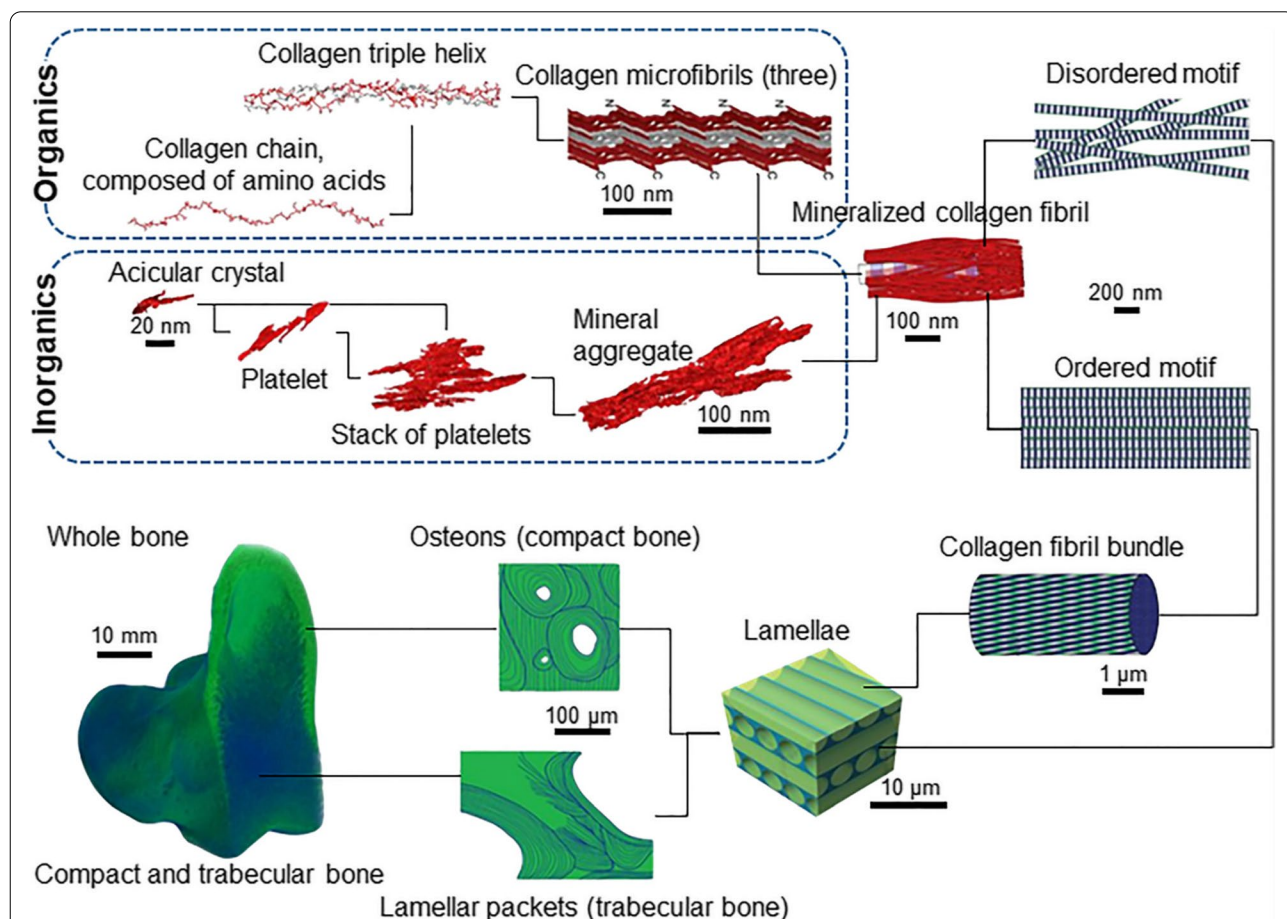 Organics
Collagen triple helix
Collagen microfibrils (three)
N N N N
C C C C
100 nm
Collagen chain,
composed of amino acids
Disordered motif
Mineralized collagen fibril
100 nm
200 nm
Ordered motif
Inorganics
Acicular crystal
20 nm
Platelet
Stack of platelets
Mineral
aggregate
100 nm
Whole bone
10 mm
Compact and trabecular bone
Osteons (compact bone)
100 µm
Lamellar packets (trabecular bone)
Lamellae
10 µm
Collagen fibril bundle
1 µm